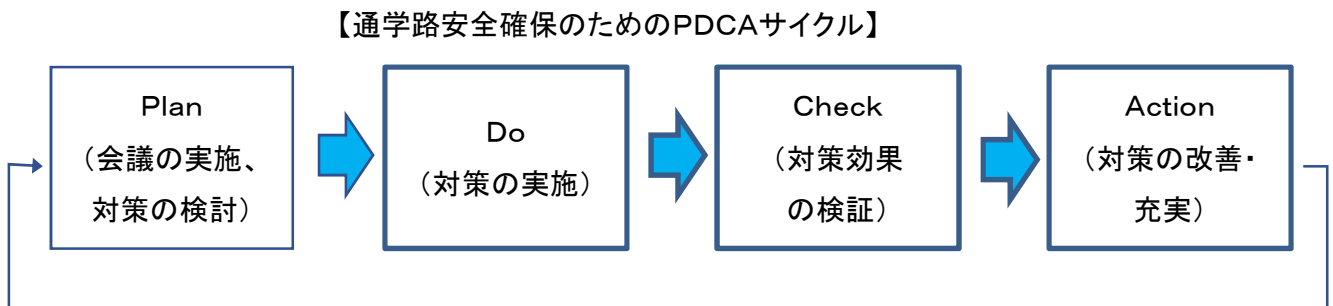 【通学路安全確保のためのPDCAサイクル】
Plan
（会議の実施、
対策の検討）
Do
（対策の実施）
Check
（対策効果
の検証）
Action
（対策の改善・
充実）